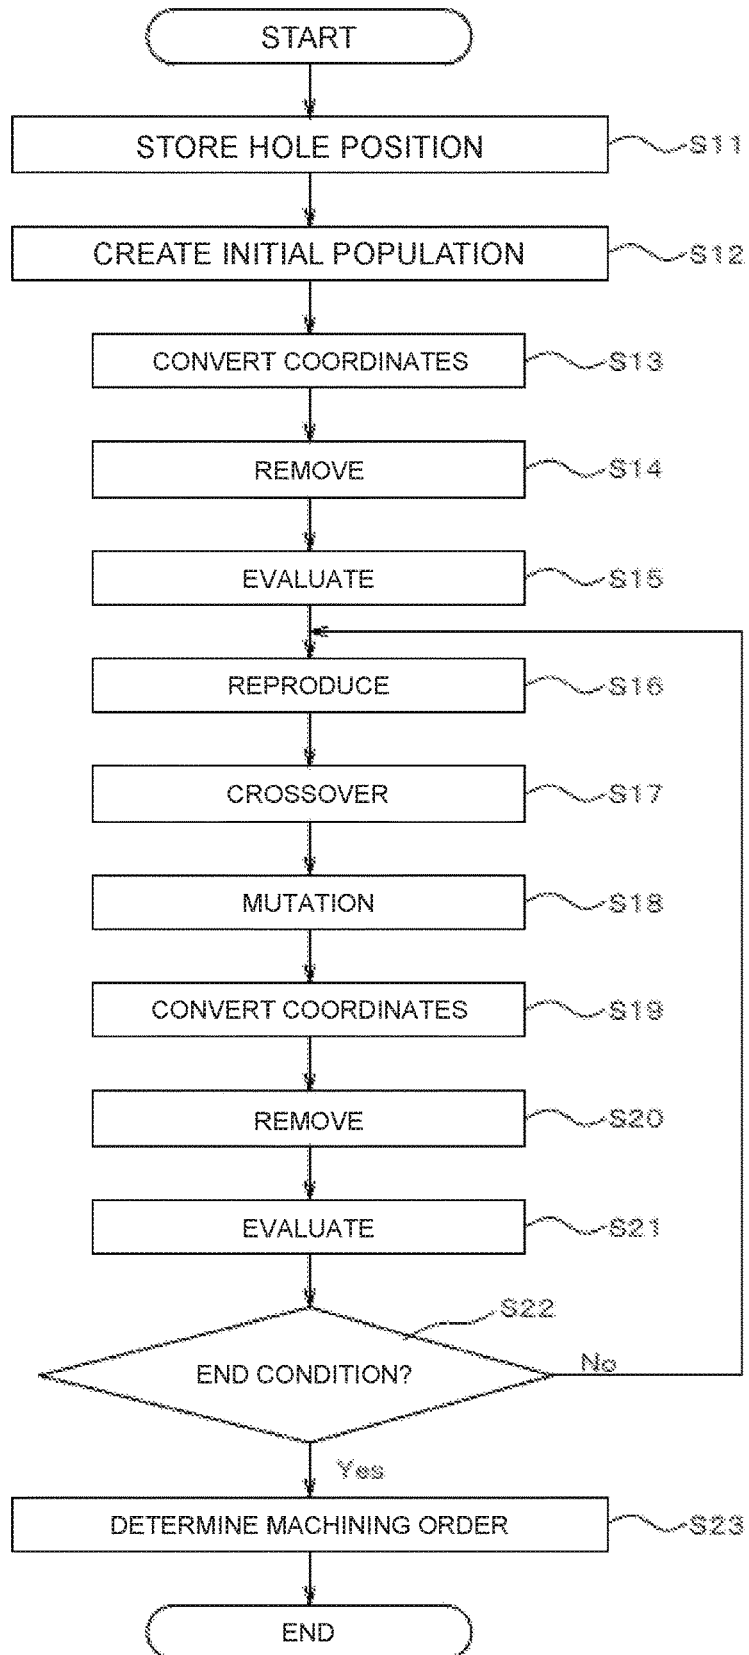 START
STORE HOLE POSITION S11
CREATE INITIAL POPULATION S12
CONVERT COORDINATES S13
REMOVE S14
EVALUATE S15
REPRODUCE S16
CROSSOVER S17
MUTATION S18
CONVERT COORDINATES S19
REMOVE S20
EVALUATE S21
S22
END CONDITION? No
Yes
DETERMINE MACHINING ORDER S23
END